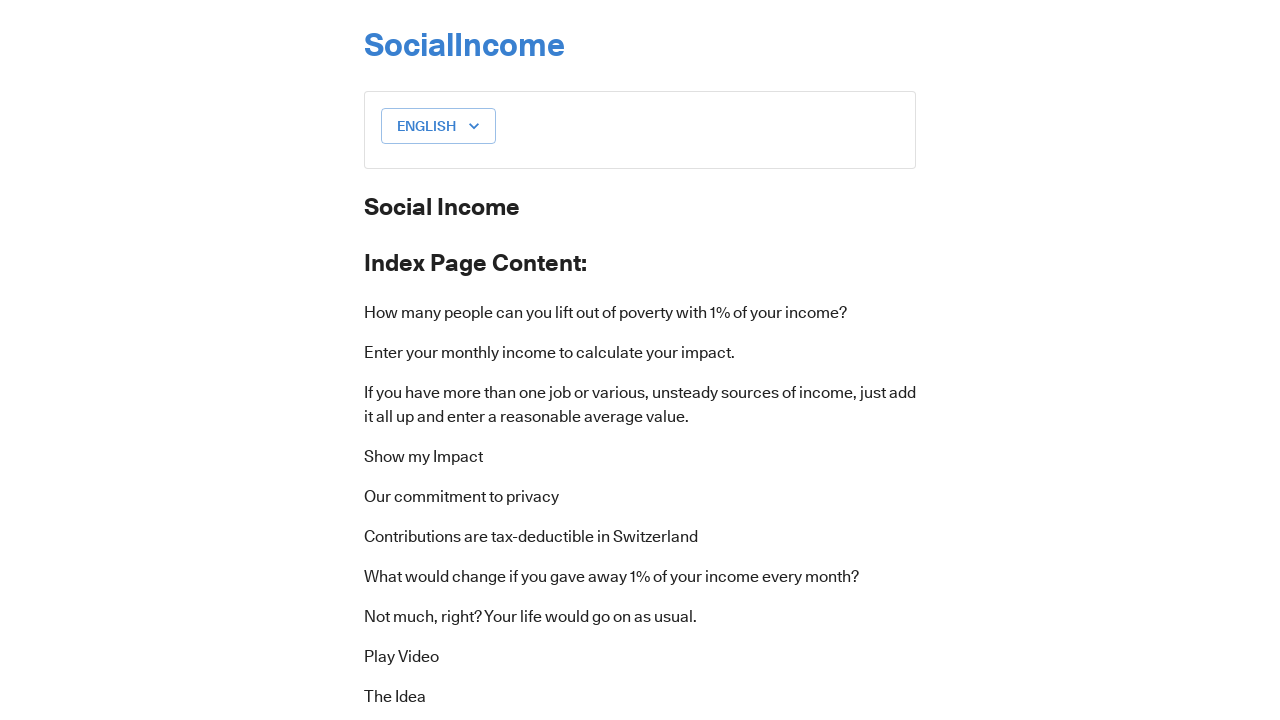 SocialIncome
ENGLISH
Social Income
Index Page Content:
How many people can you lift out of poverty with 1% of your income?
Enter your monthly income to calculate your impact.
If you have more than one job or various, unsteady sources of income, just add
it all up and enter a reasonable average value.
Show my Impact
Our commitment to privacy
Contributions are tax-deductible in Switzerland
What would change if you gave away 1% of your income every month?
Not much, right? Your life would go on as usual.
Play Video
The Idea